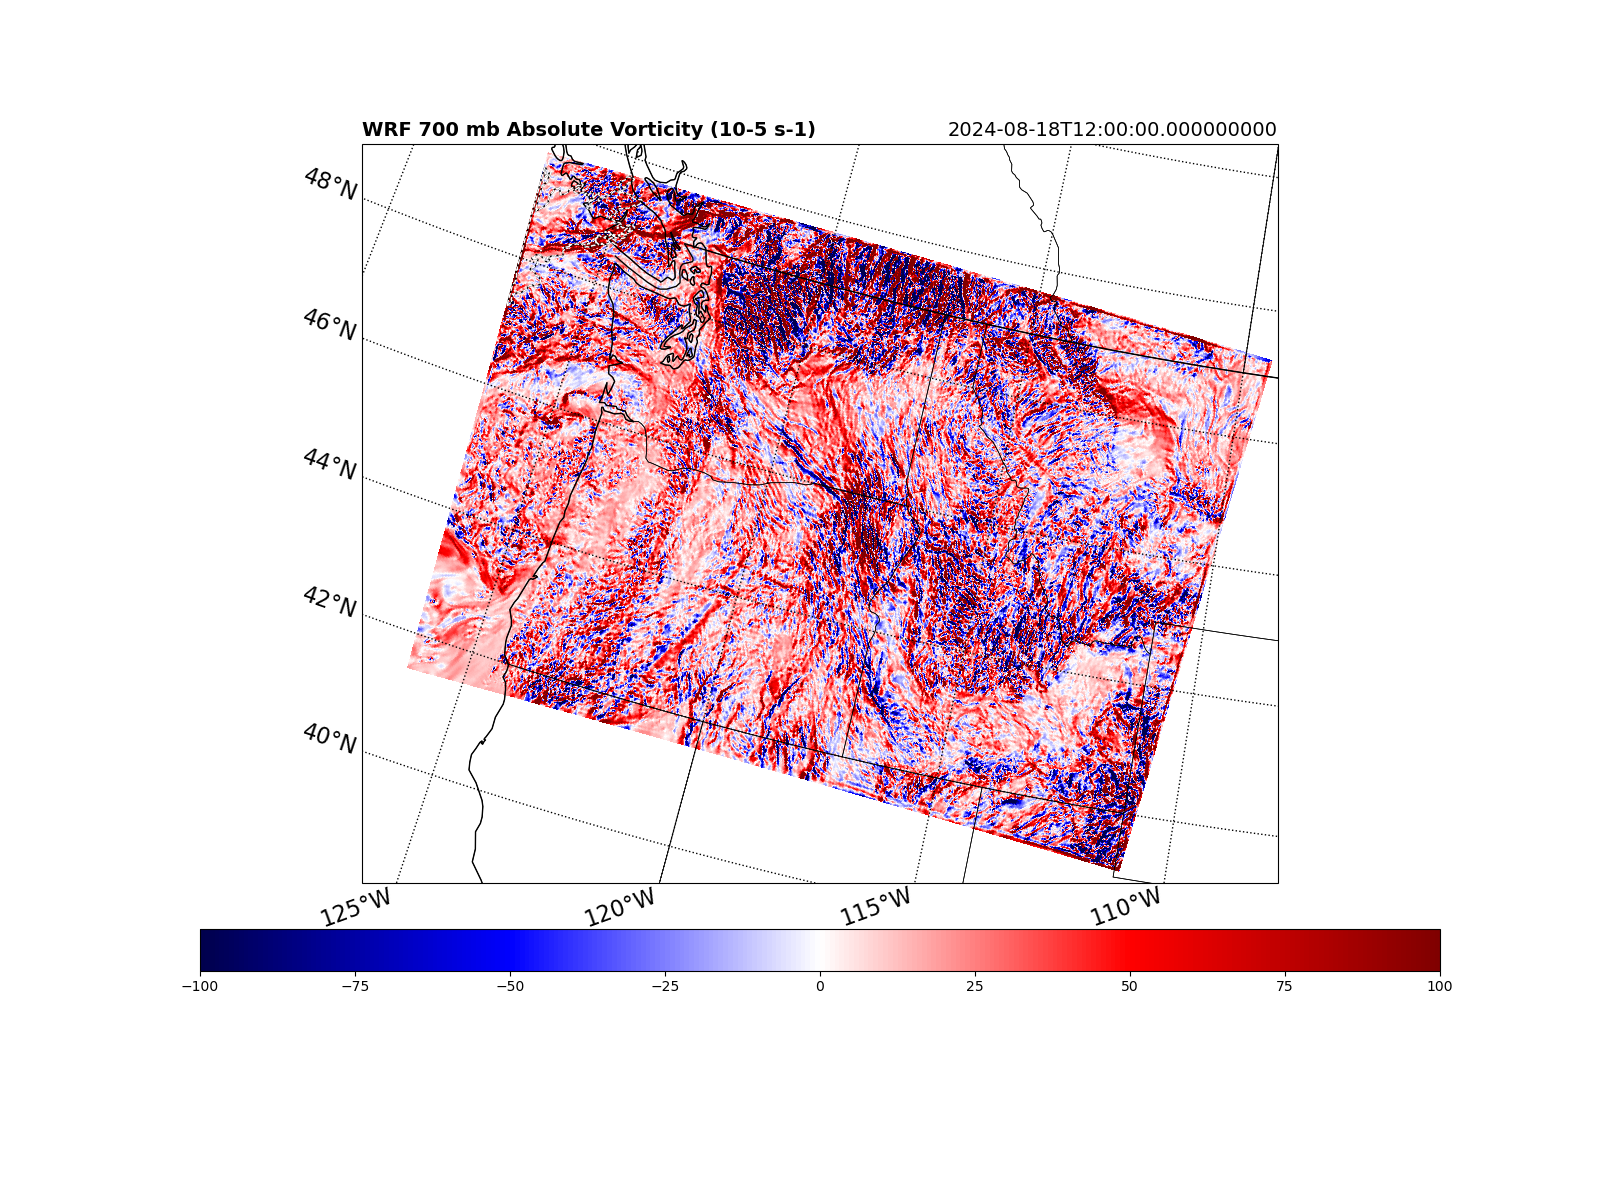 WRF 700 mb Absolute Vorticity (10-5 s-1)
2024-08-18T12:00:00.000000000
48°N
46°N
44°N
42°N
40°N
125°W
120°W
115°W
110°W
−100
−75
−50
−25
0
25
50
75
100